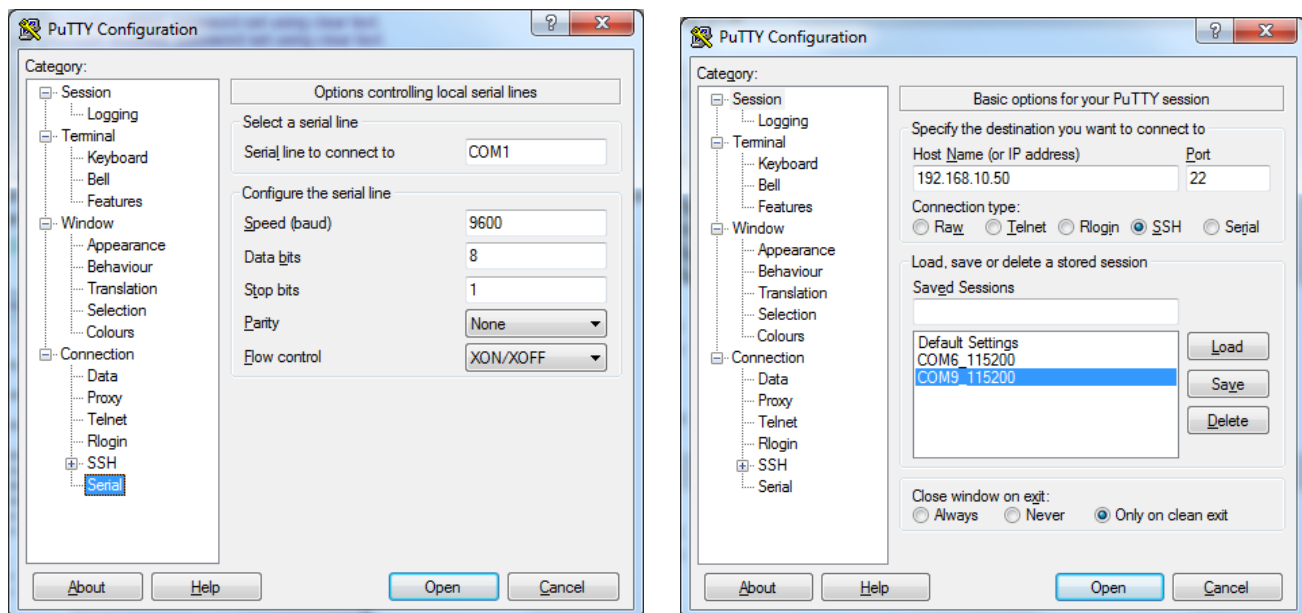 PuTTY Configuration
Category:
Session
Logging
Terminal
Keyboard
Bell
Features
Window
Appearance
Behaviour
Translation
Selection
Colours
Connection
Data
Proxy
Telnet
Rlogin
SSH
Serial
Options controlling local serial lines
Select a serial line
Serial line to connect to COM1
Configure the serial line
Speed (baud) 9600
Data bits 8
Stop bits 1
Parity None
Flow control XON/XOFF
About Help Open Cancel
PuTTY Configuration
Category:
Session
Logging
Terminal
Keyboard
Bell
Features
Window
Appearance
Behaviour
Translation
Selection
Colours
Connection
Data
Proxy
Telnet
Rlogin
SSH
Serial
Basic options for your PuTTY session
Specify the destination you want to connect to
Host Name (or IP address) Port
192.168.10.50 22
Connection type:
Raw Telnet Rlogin SSH Serial
Load, save or delete a stored session
Saved Sessions
Default Settings
COM6_115200
COM9_115200
Load
Save
Delete
Close window on exit:
Always Never Only on clean exit
About Help Open Cancel